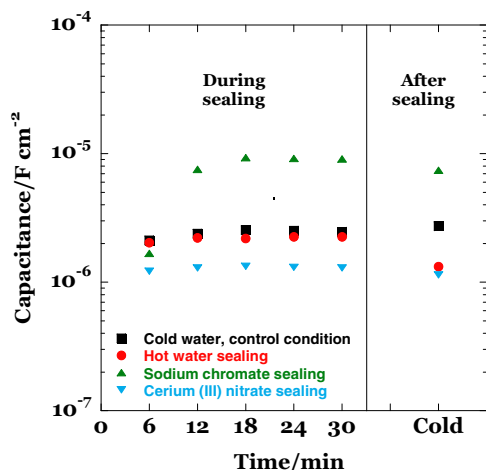 10^-4
During
sealing
After
sealing
10^-5
Capacitance/F cm^-2
10^-6
Cold water, control condition
Hot water sealing
Sodium chromate sealing
Cerium (III) nitrate sealing
10^-7
0 6 12 18 24 30 Cold
Time/min